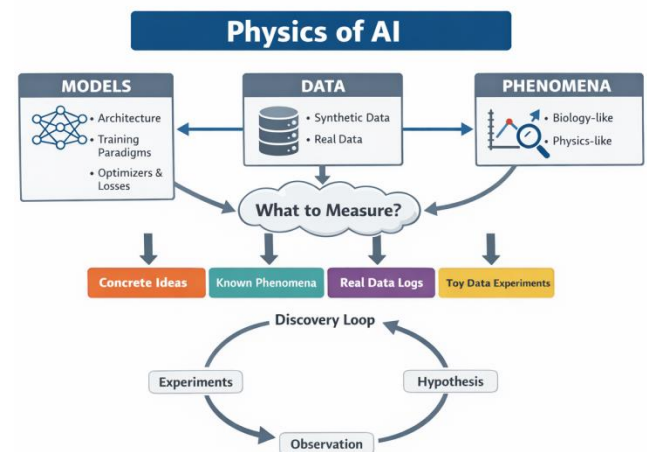 Physics of AI
MODELS
• Architecture
• Training
Paradigms
• Optimizers &
Losses
DATA
• Synthetic Data
• Real Data
PHENOMENA
• Biology-like
• Physics-like
What to Measure?
Concrete Ideas
Known Phenomena
Real Data Logs
Toy Data Experiments
Discovery Loop
Experiments
Hypothesis
Observation